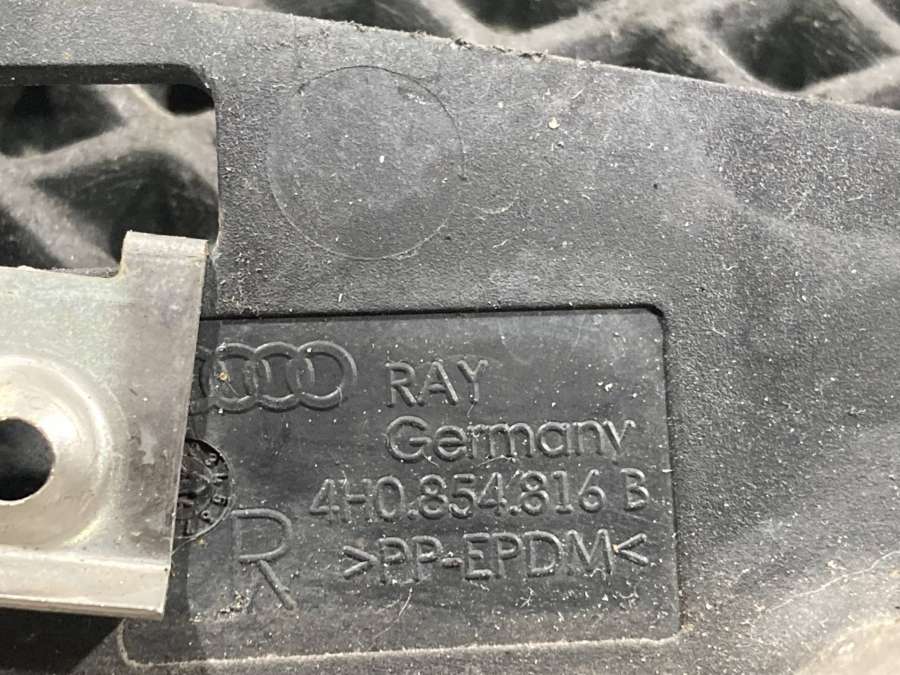 RAY
Germany
4H0.854.816 B
R
>PP-EPDM<